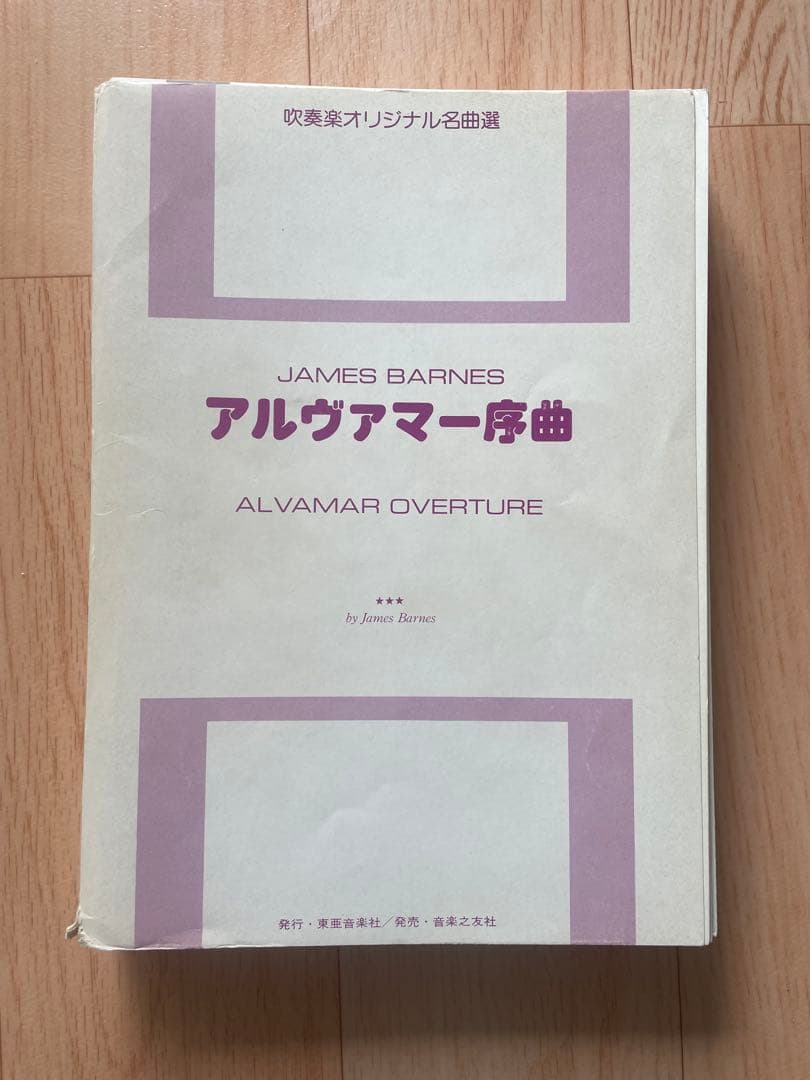 吹奏楽オリジナル名曲選
JAMES BARNES
アルヴァマー序曲
ALVAMAR OVERTURE
★★★
by James Barnes
発行・東亜音楽社／発売・音楽之友社